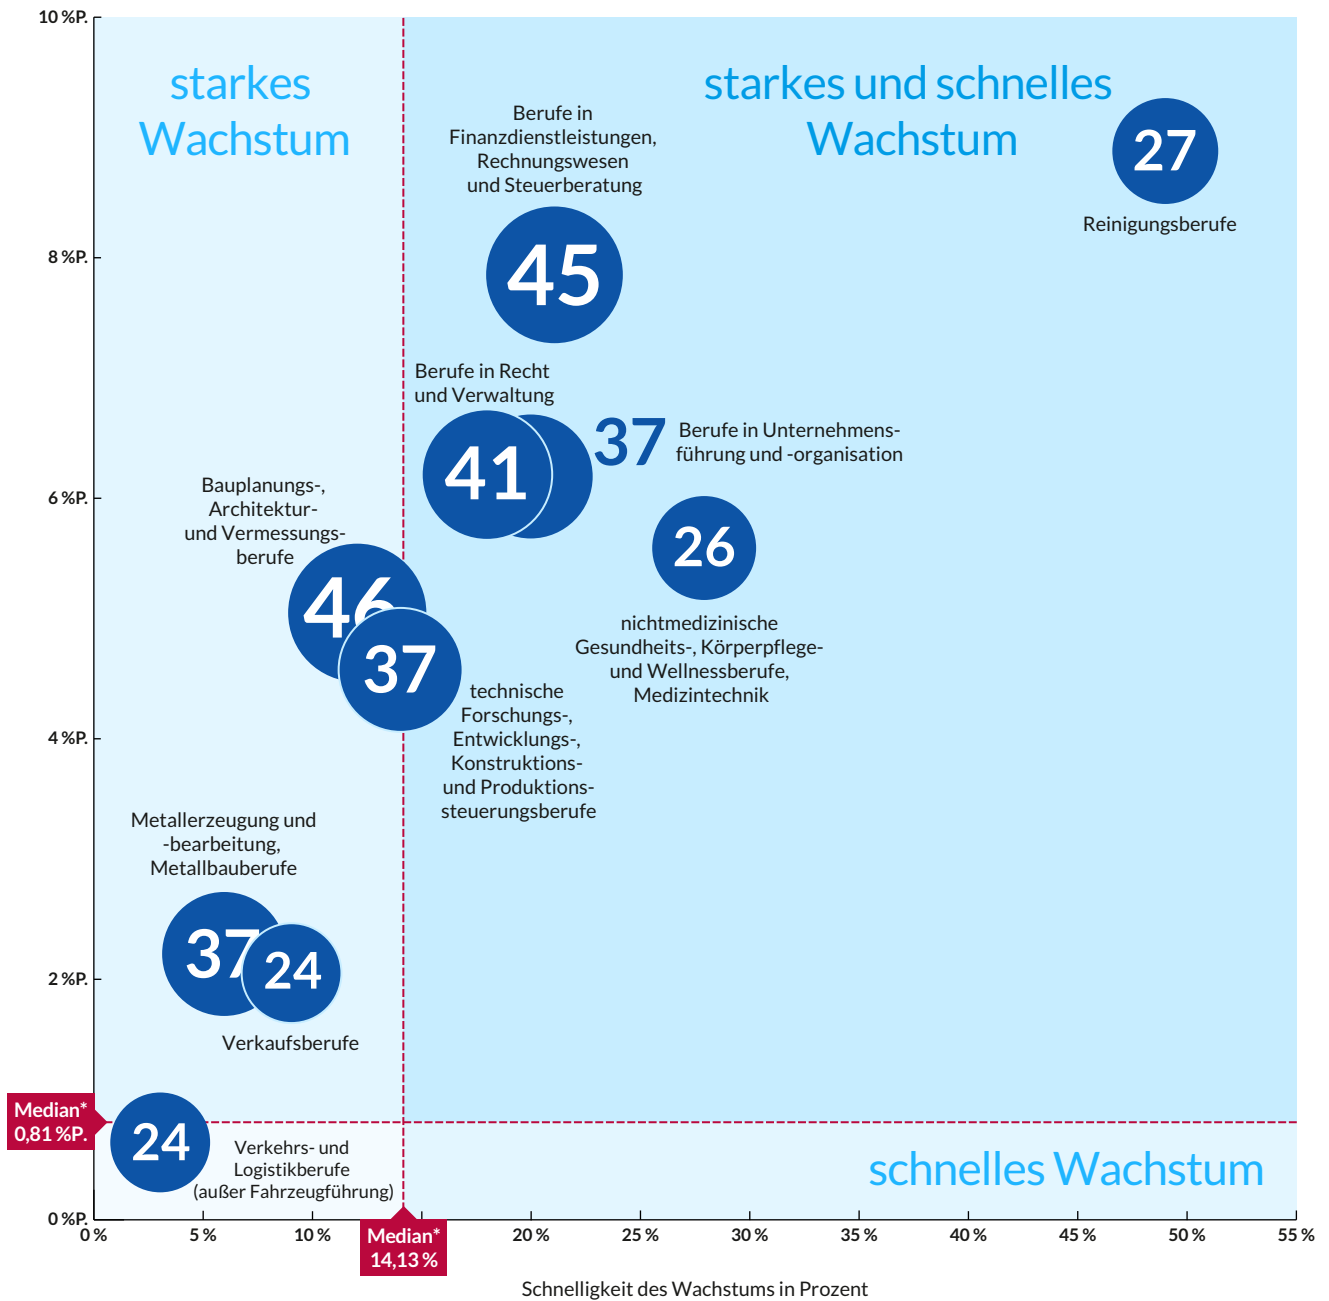 10 %P.
starkes
Wachstum
starkes und schnelles
Wachstum
Berufe in
Finanzdienstleistungen,
Rechnungswesen
und Steuerberatung
27
Reinigungsberufe
8 %P.
45
Berufe in Recht
und Verwaltung
41
37
Berufe in Unternehmens-
führung und -organisation
6 %P.
Bauplanungs-,
Architektur-
und Vermessungs-
berufe
46
26
nichtmedizinische
Gesundheits-, Körperpflege-
und Wellnessberufe,
Medizintechnik
37
technische
Forschungs-,
Entwicklungs-,
Konstruktions-
und Produktions-
steuerungsberufe
4 %P.
Metallerzeugung und
-bearbeitung,
Metallbauberufe
37
24
2 %P.
Verkaufsberufe
Median*
0,81 %P.
24
Verkehrs- und
Logistikberufe
(außer Fahrzeugführung)
schnelles Wachstum
0 %P.
0 %
5 %
10 %
Median*
14,13 %
20 %
25 %
30 %
35 %
40 %
45 %
50 %
55 %
Schnelligkeit des Wachstums in Prozent